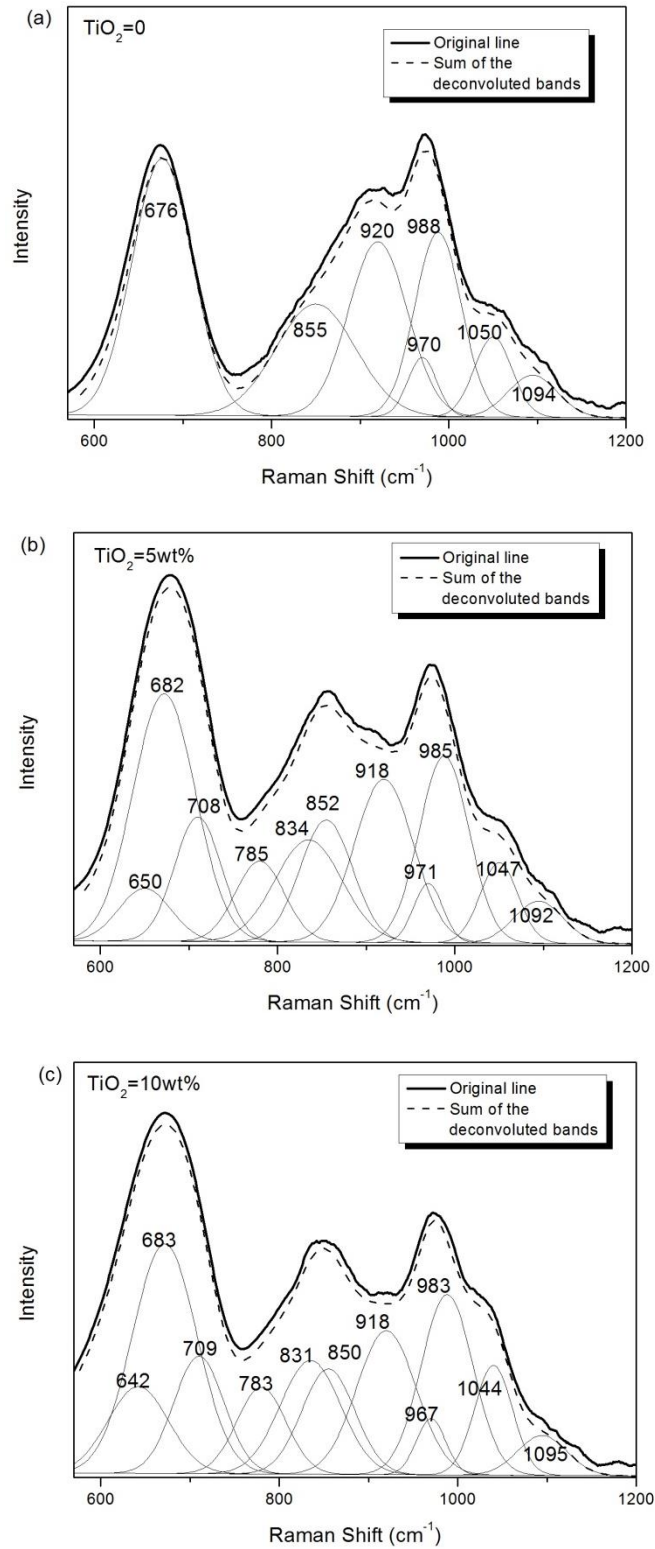 (a)
TiO2=0
Original line
Sum of the
deconvoluted bands
676
855
920
970
988
1050
1094
Intensity
600 800 1000 1200
Raman Shift (cm-1)
(b)
TiO2=5wt%
Original line
Sum of the
deconvoluted bands
682
708
650
785
834
852
918
971
985
1047
1092
Intensity
600 800 1000 1200
Raman Shift (cm-1)
(c)
TiO2=10wt%
Original line
Sum of the
deconvoluted bands
683
709
642
783
831
850
918
967
983
1044
1095
Intensity
600 800 1000 1200
Raman Shift (cm-1)